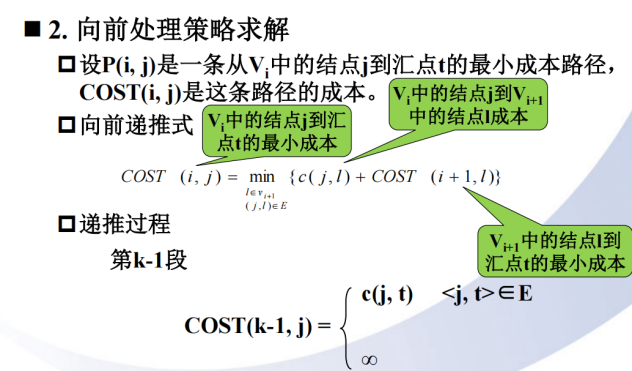 2. 向前处理策略求解
设P(i, j)是一条从Vi中的结点j到汇点t的最小成本路径，
COST(i, j)是这条路径的成本。
Vi中的结点j到Vi+1
中的结点l成本
向前递推式
Vi中的结点j到汇
点t的最小成本
COST (i, j) = min {c( j, l) + COST (i + 1, l)}
l∈vi+1
( j,l)∈E
递推过程
Vi+1中的结点l到
汇点t的最小成本
第k-1段
c(j, t) <j, t>∈E
COST(k-1, j) =
∞